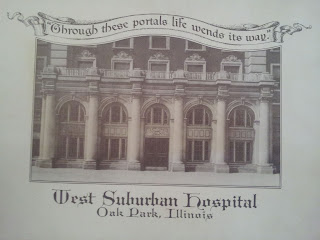 "Through these portals life wends its way."
West Suburban Hospital
Oak Park, Illinois